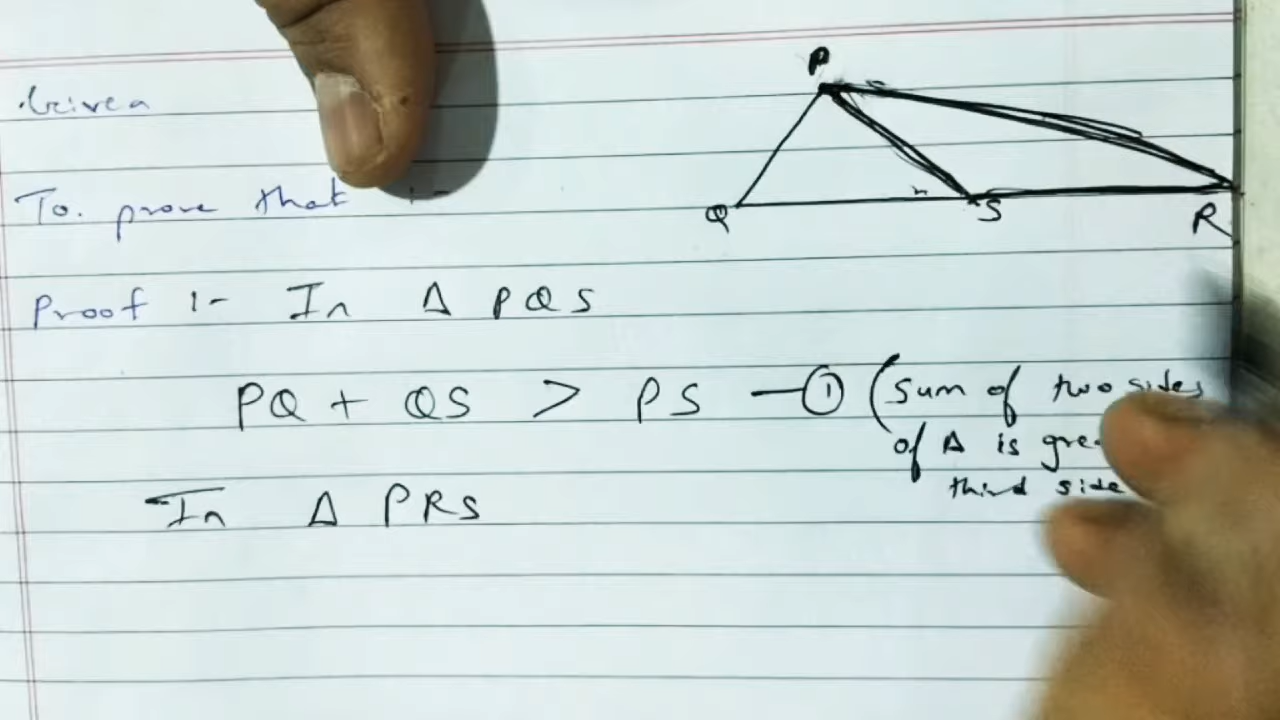 P
Given
To. prove that :-
Q S R
Proof :- In Δ PQS
PQ + QS > PS — ① (Sum of two sides
of Δ is
third side
In Δ PRS